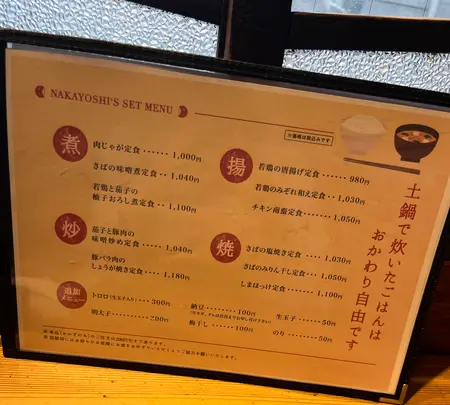 NAKAYOSHI'S SET MENU
※価格は税込みです
煮
肉じゃが定食 ······ 1,000円
さばの味噌煮定食 ··· 1,040円
若鶏と茄子の
柚子おろし煮定食 ··· 1,100円
揚
若鶏の唐揚げ定食 ···· 980円
若鶏のみぞれ和え定食 ·· 1,030円
チキン南蛮定食 ····· 1,050円
炒
茄子と豚肉の
味噌炒め定食 ····· 1,040円
豚バラ肉の
しょうが焼き定食 ···· 1,180円
焼
さばの塩焼き定食 ···· 1,030円
さばのみりん干し定食 ·· 1,050円
しまほっけ定食 ····· 1,100円
土鍋で炊いたごはんは
おかわり自由です
追加
メニュー
トロロ(生玉子入り) ···· 300円
明太子 ········ 200円
納豆 ······ 100円
梅干し ····· 100円
生玉子 ····· 50円
のり ······ 50円